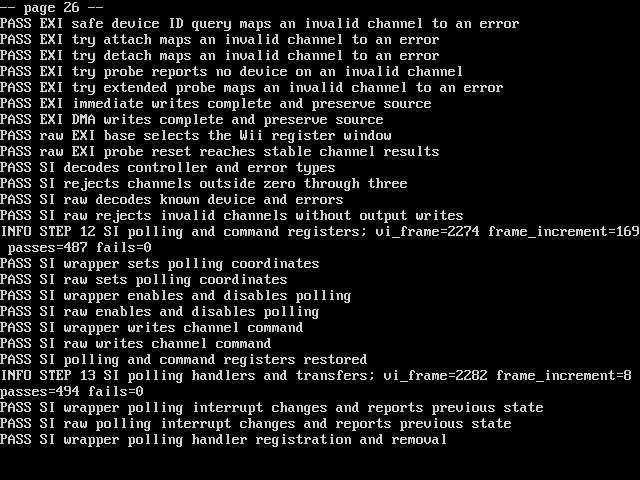 -- page 26 --
PASS EXI safe device ID query maps an invalid channel to an error
PASS EXI try attach maps an invalid channel to an error
PASS EXI try detach maps an invalid channel to an error
PASS EXI try probe reports no device on an invalid channel
PASS EXI try extended probe maps an invalid channel to an error
PASS EXI immediate writes complete and preserve source
PASS EXI DMA writes complete and preserve source
PASS raw EXI base selects the Wii register window
PASS raw EXI probe reset reaches stable channel results
PASS SI decodes controller and error types
PASS SI rejects channels outside zero through three
PASS SI raw decodes known device and errors
PASS SI raw rejects invalid channels without output writes
INFO STEP 12 SI polling and command registers; vi_frame=2274 frame_increment=169
 passes=487 fails=0
PASS SI wrapper sets polling coordinates
PASS SI raw sets polling coordinates
PASS SI wrapper enables and disables polling
PASS SI raw enables and disables polling
PASS SI wrapper writes channel command
PASS SI raw writes channel command
PASS SI polling and command registers restored
INFO STEP 13 SI polling handlers and transfers; vi_frame=2282 frame_increment=8
passes=494 fails=0
PASS SI wrapper polling interrupt changes and reports previous state
PASS SI raw polling interrupt changes and reports previous state
PASS SI wrapper polling handler registration and removal